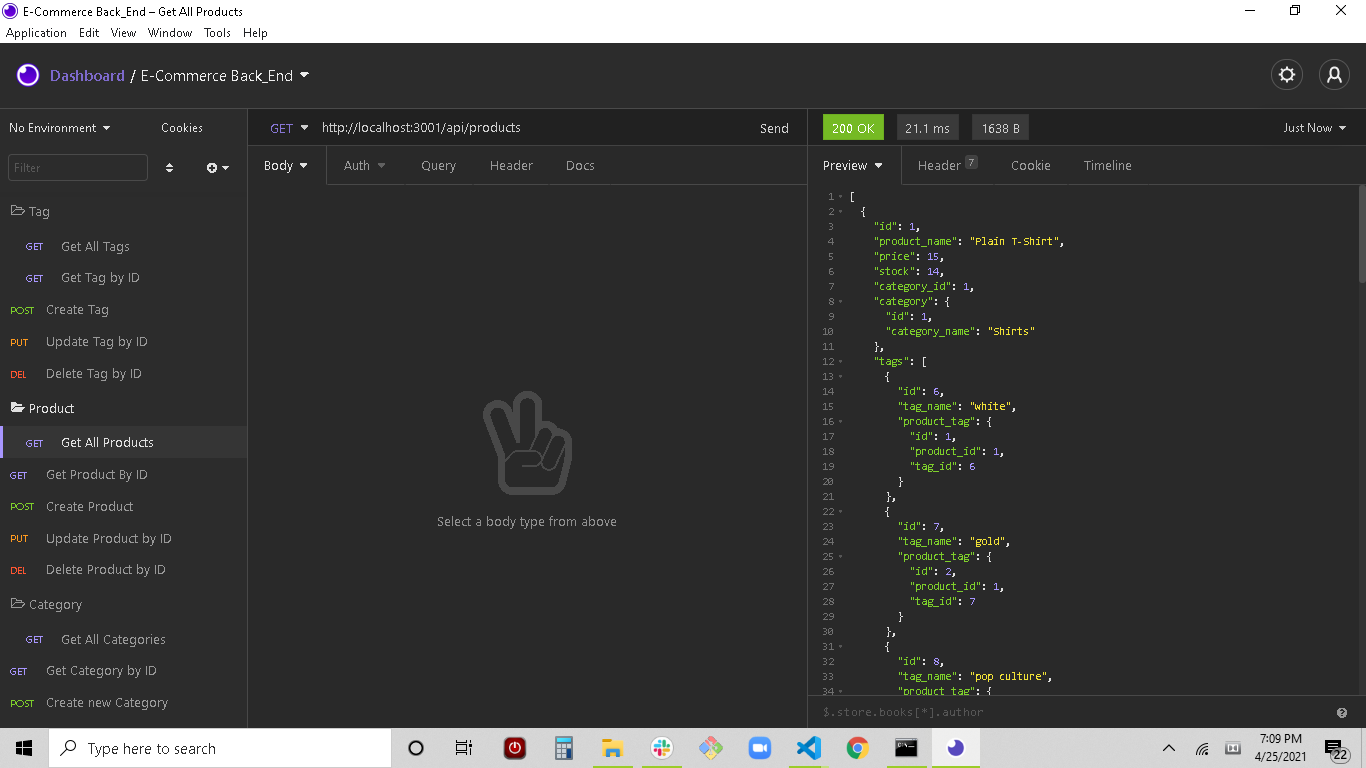 E-Commerce Back_End – Get All Products
Application Edit View Window Tools Help
Dashboard / E-Commerce Back_End
No Environment Cookies
Filter
Tag
GET Get All Tags
GET Get Tag by ID
POST Create Tag
PUT Update Tag by ID
DEL Delete Tag by ID
Product
GET Get All Products
GET Get Product By ID
POST Create Product
PUT Update Product by ID
DEL Delete Product by ID
Category
GET Get All Categories
GET Get Category by ID
POST Create new Category
GET http://localhost:3001/api/products Send
Body Auth Query Header Docs
Select a body type from above
200 OK 21.1 ms 1638 B Just Now
Preview Header 7 Cookie Timeline
1 [
2 {
3 "id": 1,
4 "product_name": "Plain T-Shirt",
5 "price": 15,
6 "stock": 14,
7 "category_id": 1,
8 "category": {
9 "id": 1,
10 "category_name": "Shirts"
11 },
12 "tags": [
13 {
14 "id": 6,
15 "tag_name": "white",
16 "product_tag": {
17 "id": 1,
18 "product_id": 1,
19 "tag_id": 6
20 }
21 },
22 {
23 "id": 7,
24 "tag_name": "gold",
25 "product_tag": {
26 "id": 2,
27 "product_id": 1,
28 "tag_id": 7
29 }
30 },
31 {
32 "id": 8,
33 "tag_name": "pop culture",
34 "product_tag": {
$.store.books[*].author
Type here to search
7:09 PM
4/25/2021
22